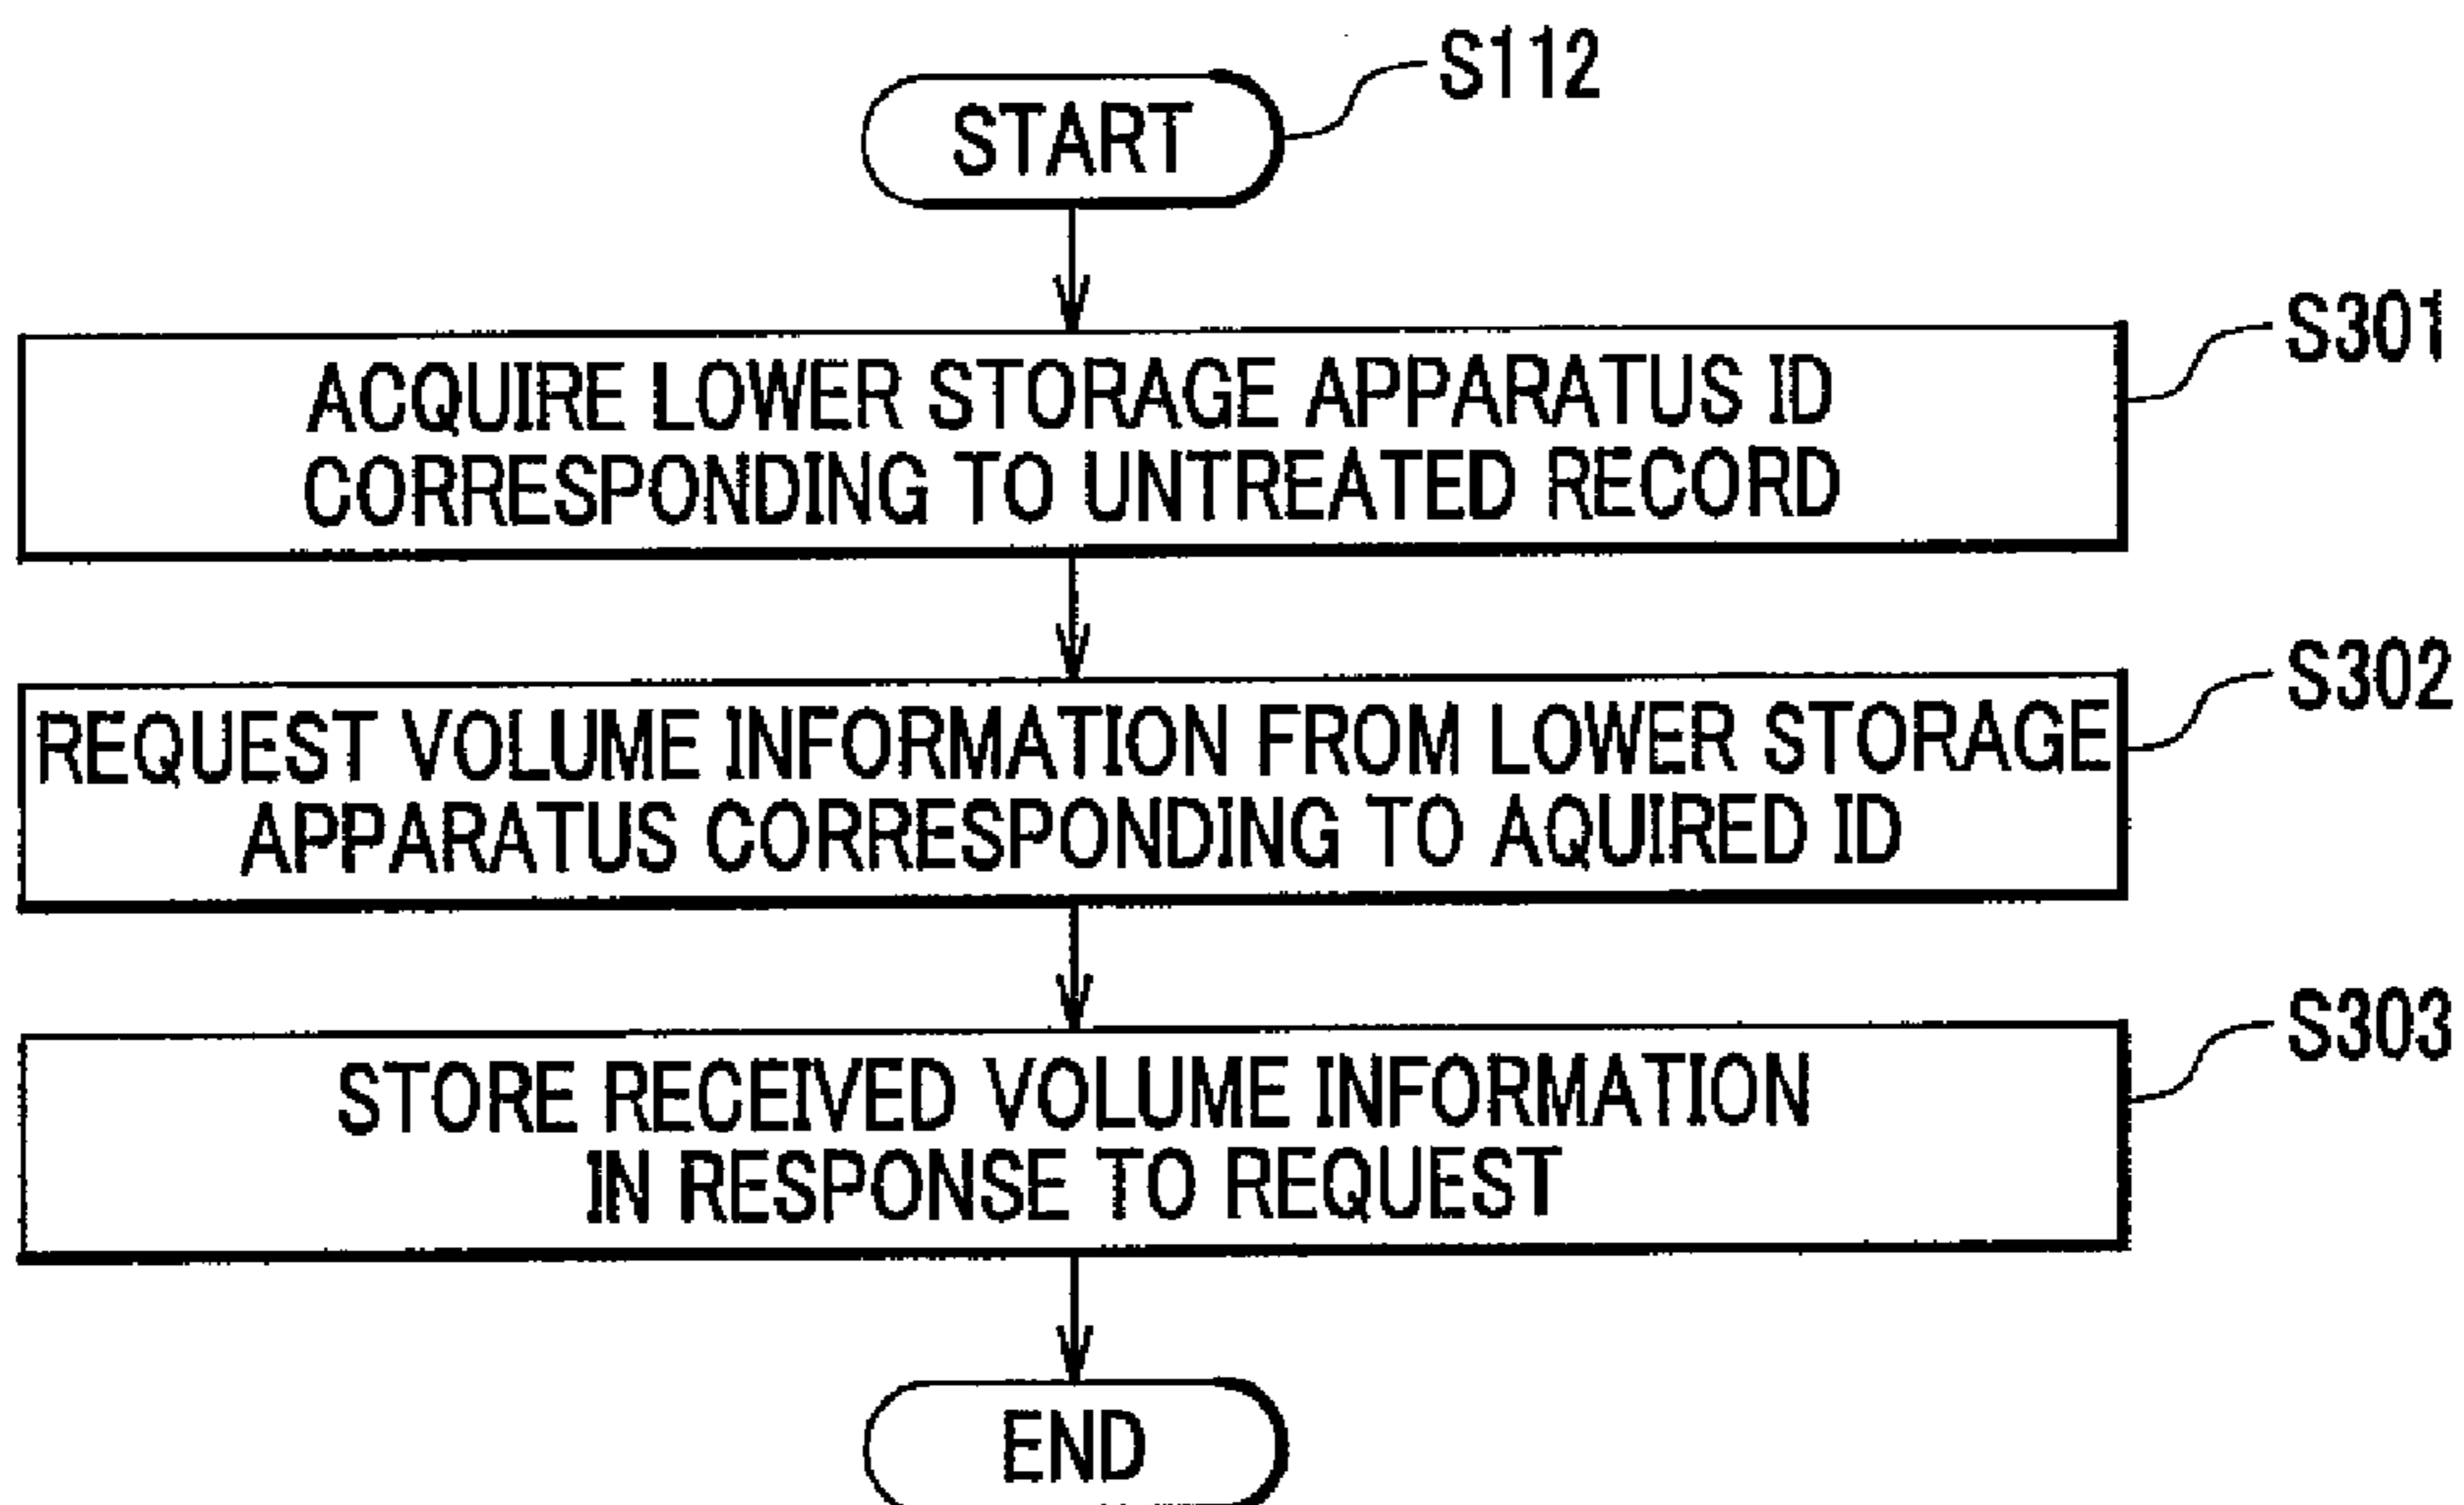 S112
START
S301
ACQUIRE LOWER STORAGE APPARATUS ID
CORRESPONDING TO UNTREATED RECORD
S302
REQUEST VOLUME INFORMATION FROM LOWER STORAGE
APPARATUS CORRESPONDING TO AQUIRED ID
S303
STORE RECEIVED VOLUME INFORMATION
IN RESPONSE TO REQUEST
END